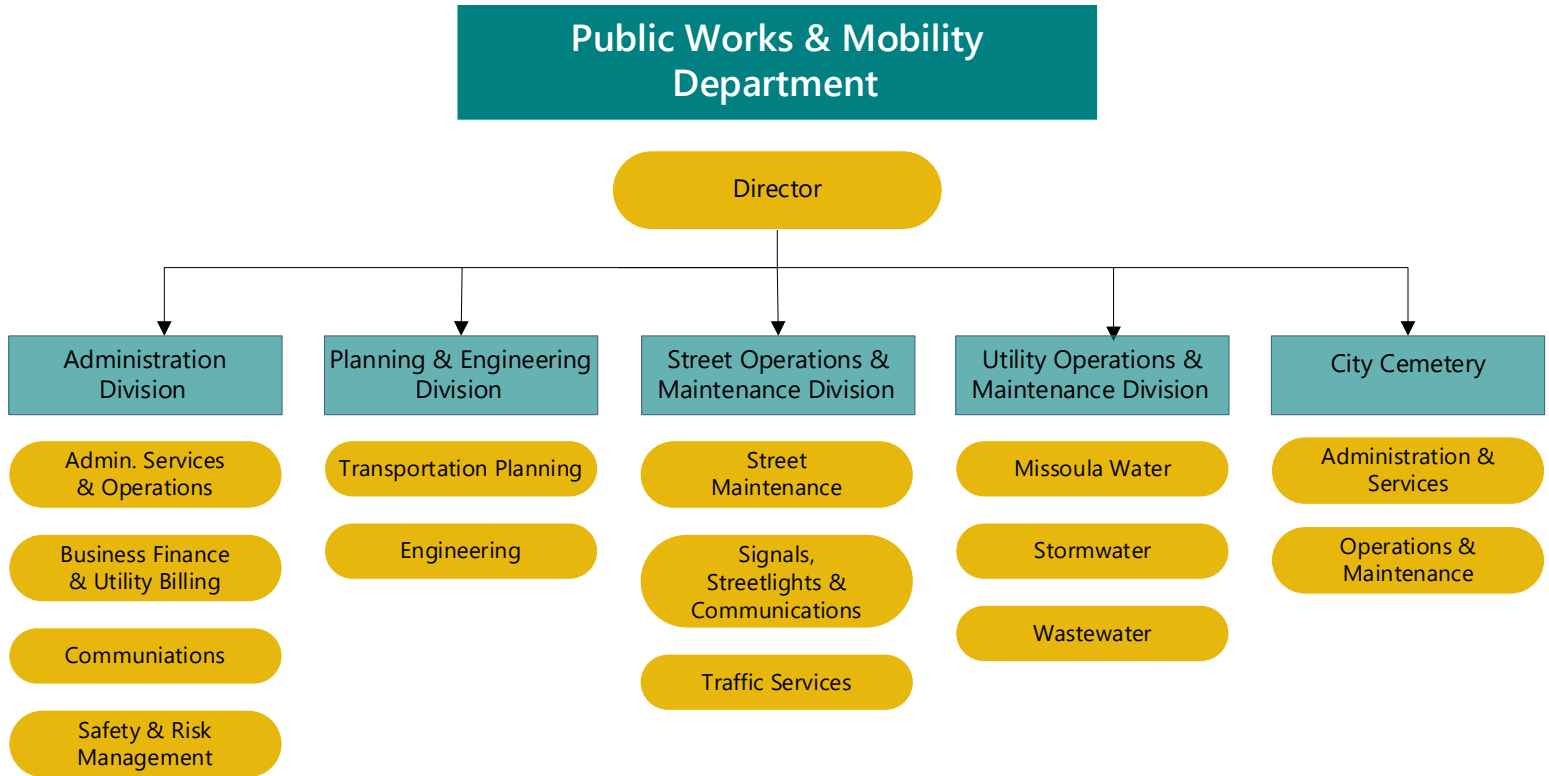 Public Works & Mobility
Department
Director
Administration
Division
Admin. Services
& Operations
Business Finance
& Utility Billing
Communiations
Safety & Risk
Management
Planning & Engineering
Division
Transportation Planning
Engineering
Street Operations &
Maintenance Division
Street
Maintenance
Signals,
Streetlights &
Communications
Traffic Services
Utility Operations &
Maintenance Division
Missoula Water
Stormwater
Wastewater
City Cemetery
Administration &
Services
Operations &
Maintenance